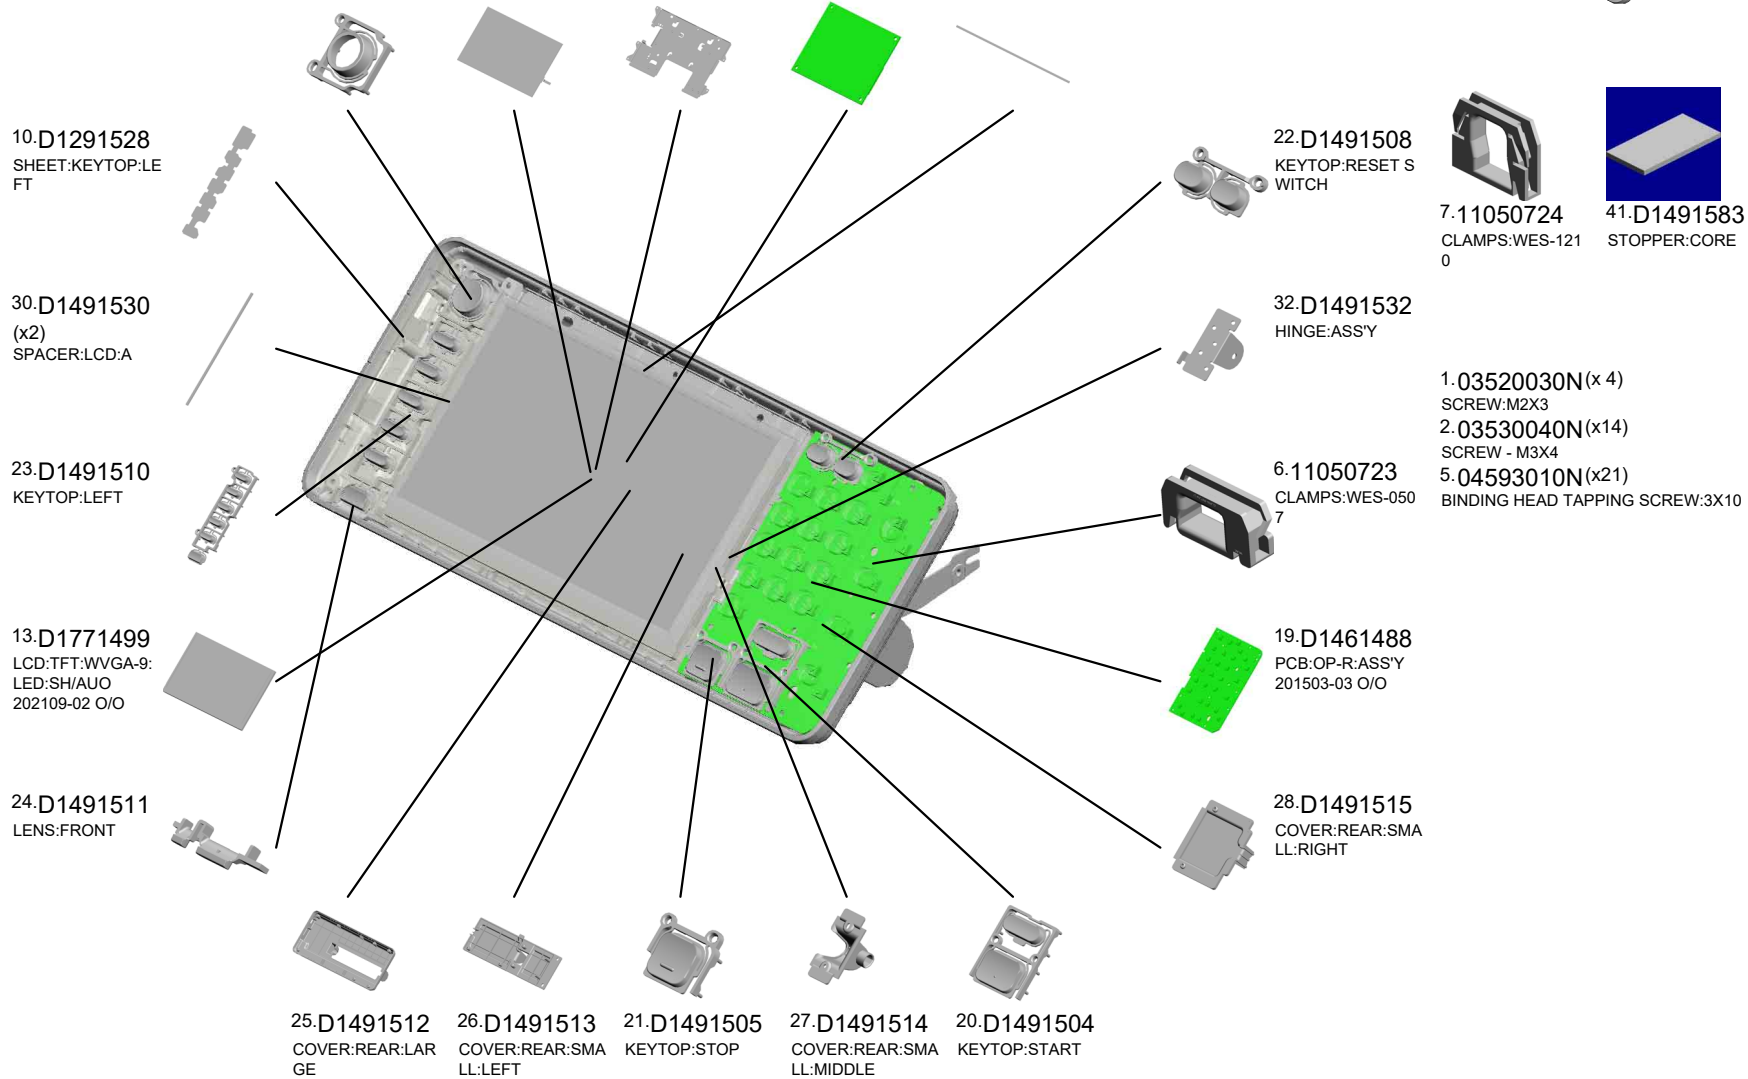 10.D1291528
SHEET:KEYTOP:LE
FT
30.D1491530
(x2)
SPACER:LCD:A
23.D1491510
KEYTOP:LEFT
13.D1771499
LCD:TFT:WVGA-9:
LED:SH/AUO
202109-02 O/O
24.D1491511
LENS:FRONT
25.D1491512
COVER:REAR:LAR
GE
26.D1491513
COVER:REAR:SMA
LL:LEFT
21.D1491505
KEYTOP:STOP
27.D1491514
COVER:REAR:SMA
LL:MIDDLE
20.D1491504
KEYTOP:START
22.D1491508
KEYTOP:RESET S
WITCH
32.D1491532
HINGE:ASS'Y
6.11050723
CLAMPS:WES-050
7
19.D1461488
PCB:OP-R:ASS'Y
201503-03 O/O
28.D1491515
COVER:REAR:SMA
LL:RIGHT
7.11050724
CLAMPS:WES-121
0
41.D1491583
STOPPER:CORE
1.03520030N(x 4)
SCREW:M2X3
2.03530040N(x14)
SCREW - M3X4
5.04593010N(x21)
BINDING HEAD TAPPING SCREW:3X10